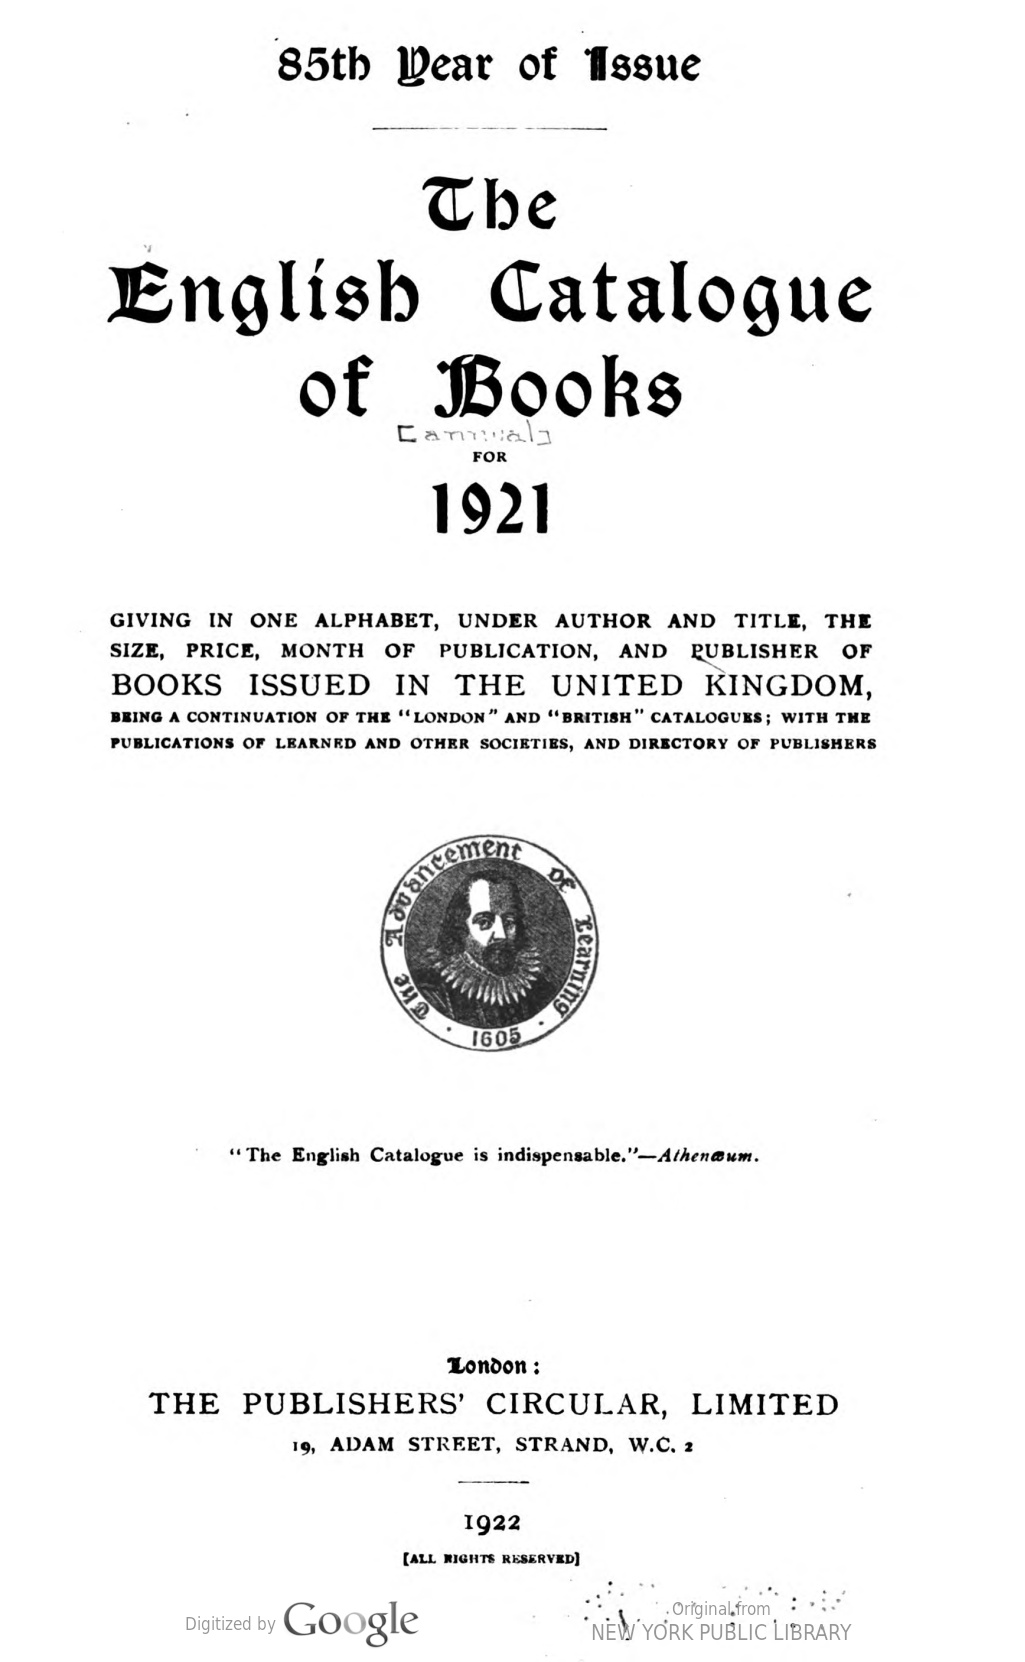 85th Year of Issue
The
English Catalogue
of Books
[annual]
FOR
1921
GIVING IN ONE ALPHABET, UNDER AUTHOR AND TITLE, THE
SIZE, PRICE, MONTH OF PUBLICATION, AND PUBLISHER OF
BOOKS ISSUED IN THE UNITED KINGDOM,
BEING A CONTINUATION OF THE "LONDON" AND "BRITISH" CATALOGUES; WITH THE
PUBLICATIONS OF LEARNED AND OTHER SOCIETIES, AND DIRECTORY OF PUBLISHERS
The Advancement of Learning
· 1605 ·
"The English Catalogue is indispensable."—Athenæum.
London:
THE PUBLISHERS' CIRCULAR, LIMITED
19, ADAM STREET, STRAND, W.C. 2
1922
[ALL RIGHTS RESERVED]
Digitized by Google
Original from
NEW YORK PUBLIC LIBRARY